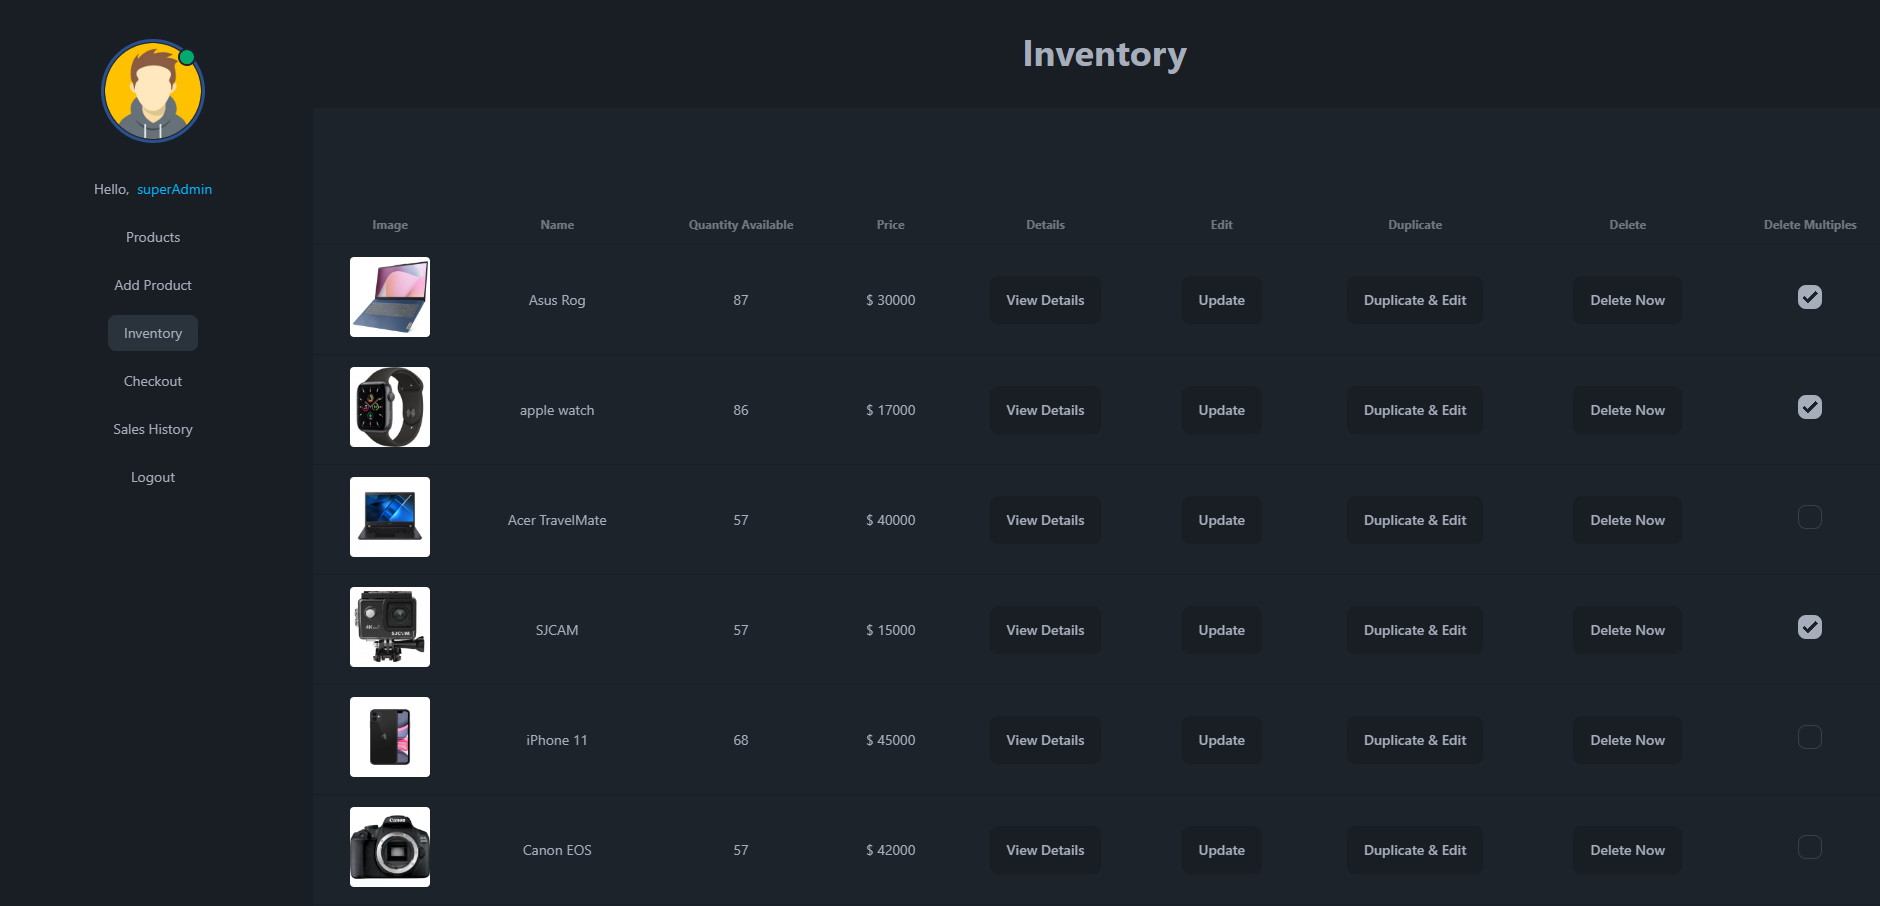 Inventory
Hello, superAdmin
Products
Add Product
Inventory
Checkout
Sales History
Logout
Image Name Quantity Available Price Details Edit Duplicate Delete Delete Multiples
Asus Rog 87 $ 30000 View Details Update Duplicate & Edit Delete Now
apple watch 86 $ 17000 View Details Update Duplicate & Edit Delete Now
Acer TravelMate 57 $ 40000 View Details Update Duplicate & Edit Delete Now
4K
SJCAM
SJCAM 57 $ 15000 View Details Update Duplicate & Edit Delete Now
iPhone 11 68 $ 45000 View Details Update Duplicate & Edit Delete Now
Canon
Canon EOS 57 $ 42000 View Details Update Duplicate & Edit Delete Now